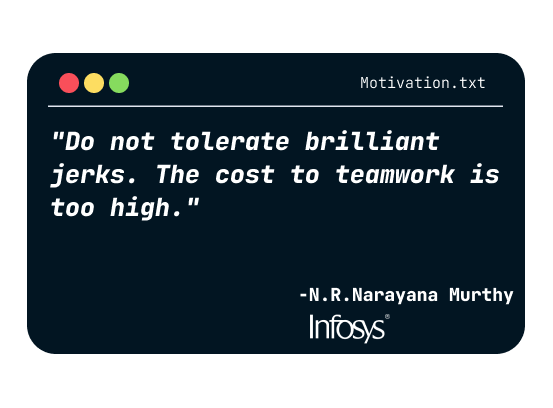 Motivation.txt
"Do not tolerate brilliant
jerks. The cost to teamwork is
too high."
-N.R.Narayana Murthy
Infosys®